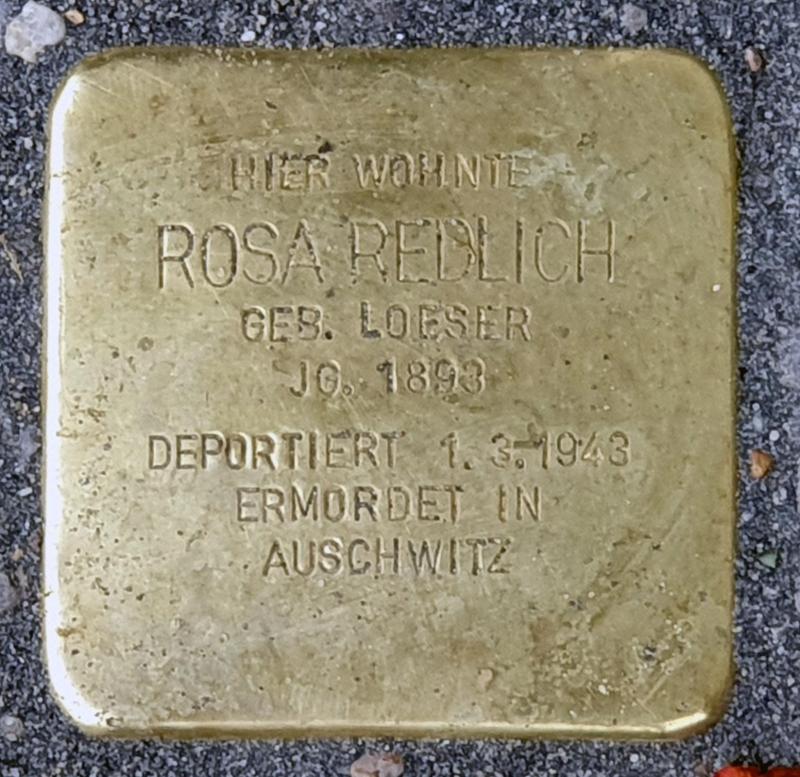 HIER WOHNTE
ROSA REDLICH
GEB. LOESER
JG. 1893
DEPORTIERT 1.3.1943
ERMORDET IN
AUSCHWITZ